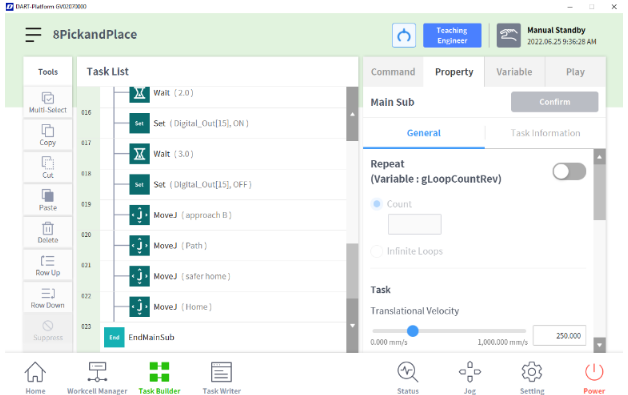 DART-Platform GV02070000
8PickandPlace
Teaching
Engineer
Manual Standby
2022.06.25 9:36:28 AM
Tools
Multi-Select
Copy
Cut
Paste
Delete
Row Up
Row Down
Suppress
Task List
Wait ( 2.0 )
016
Set ( Digital_Out[15], ON )
017
Wait ( 3.0 )
018
Set ( Digital_Out[15], OFF )
019
MoveJ ( approach B )
020
MoveJ ( Path )
021
MoveJ ( safer home )
022
MoveJ ( Home )
023
End EndMainSub
Command Property Variable Play
Main Sub Confirm
General Task Information
Repeat
(Variable : gLoopCountRev)
Count
Infinite Loops
Task
Translational Velocity
0.000 mm/s 1,000.000 mm/s 250.000
Home Workcell Manager Task Builder Task Writer Status Jog Setting Power